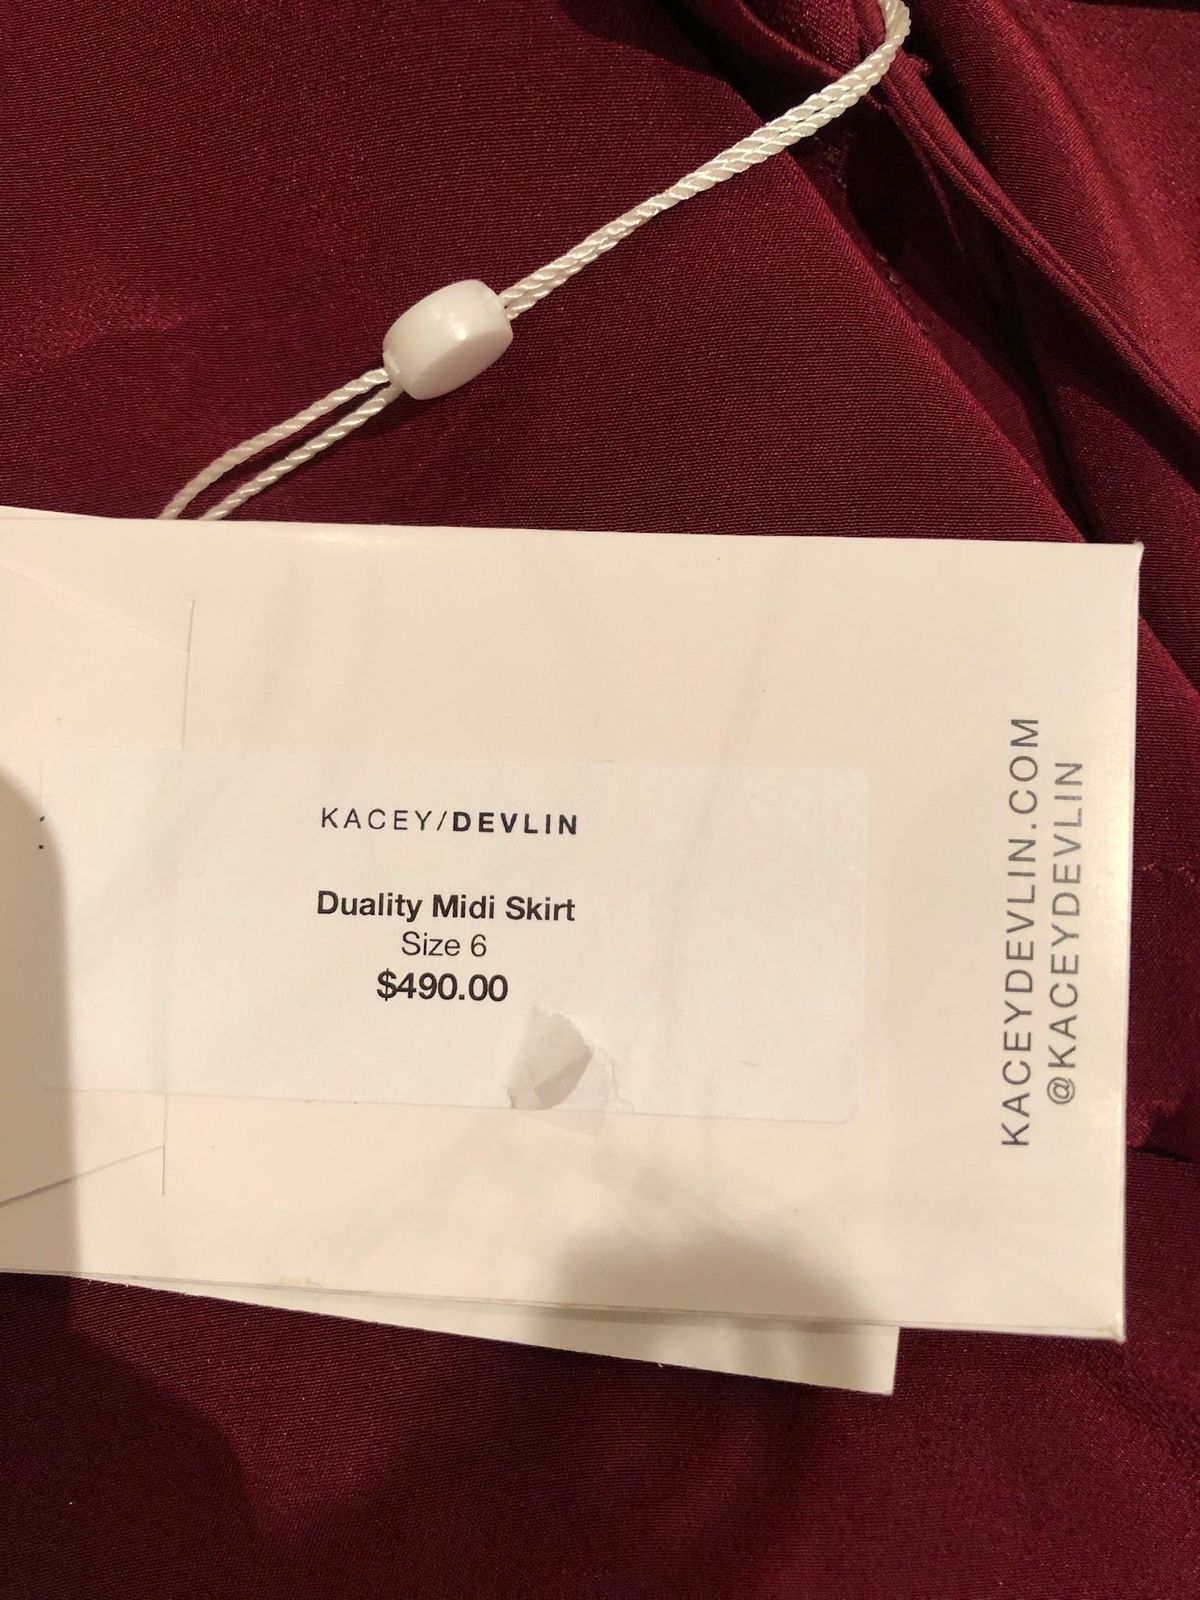 KACEY/DEVLIN
Duality Midi Skirt
Size 6
$490.00
KACEYDEVLIN.COM
@KACEYDEVLIN